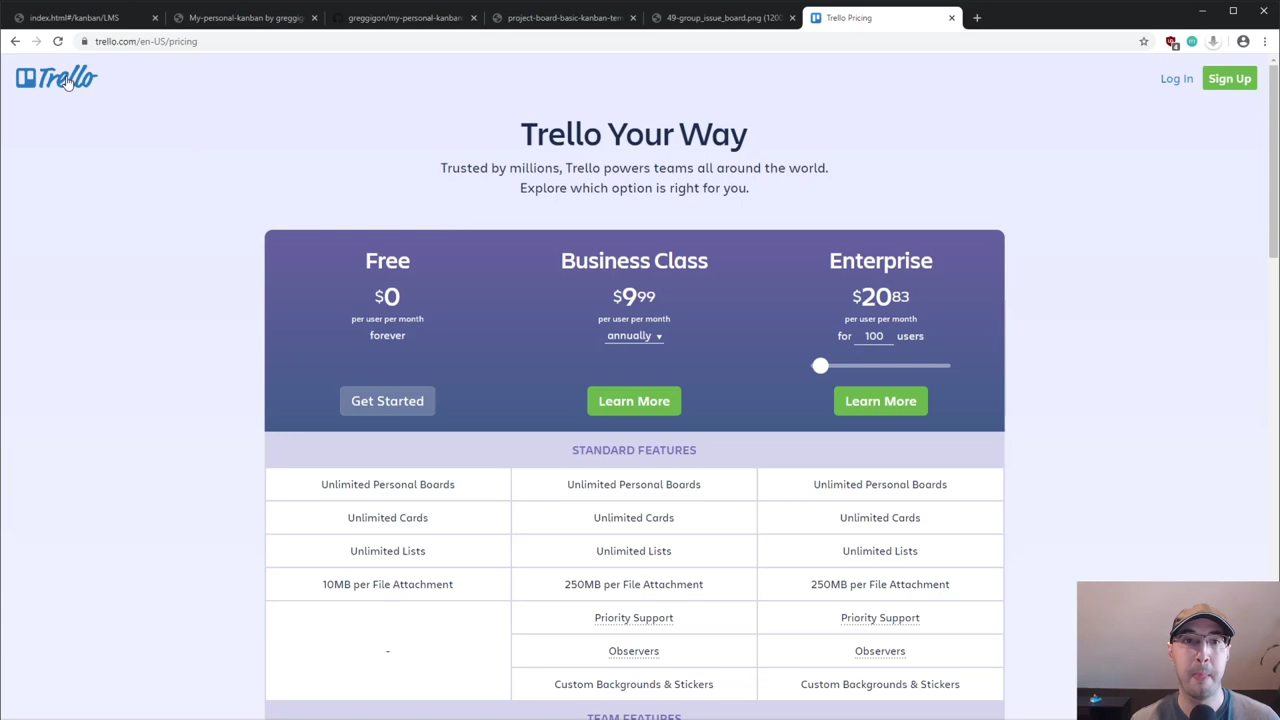 index.html#/kanban/LMS
My-personal-kanban by greggig
greggigon/my-personal-kanban
project-board-basic-kanban-tem
49-group_issue_board.png (120
Trello Pricing
trello.com/en-US/pricing
4
Trello
Log In
Sign Up
Trello Your Way
Trusted by millions, Trello powers teams all around the world.
Explore which option is right for you.
Free
Business Class
Enterprise
$0
$9.99
$20.83
per user per month
per user per month
per user per month
forever
annually
for 100 users
Get Started
Learn More
Learn More
STANDARD FEATURES
Unlimited Personal Boards
Unlimited Personal Boards
Unlimited Personal Boards
Unlimited Cards
Unlimited Cards
Unlimited Cards
Unlimited Lists
Unlimited Lists
Unlimited Lists
10MB per File Attachment
250MB per File Attachment
250MB per File Attachment
Priority Support
Priority Support
-
Observers
Observers
Custom Backgrounds & Stickers
Custom Backgrounds & Stickers
TEAM FEATURES